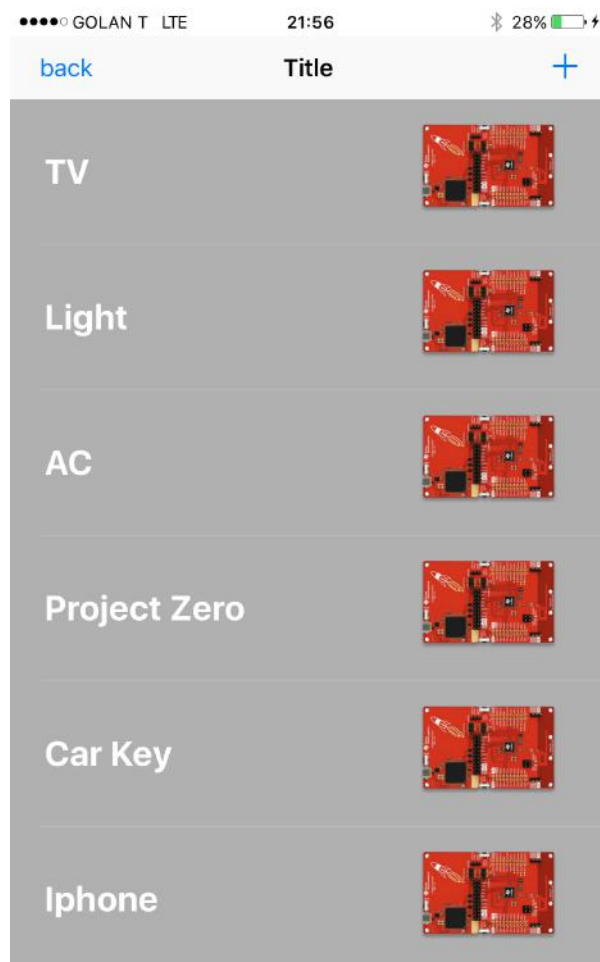 GOLAN T LTE 21:56 28%
back Title +
TV
Light
AC
Project Zero
Car Key
Iphone